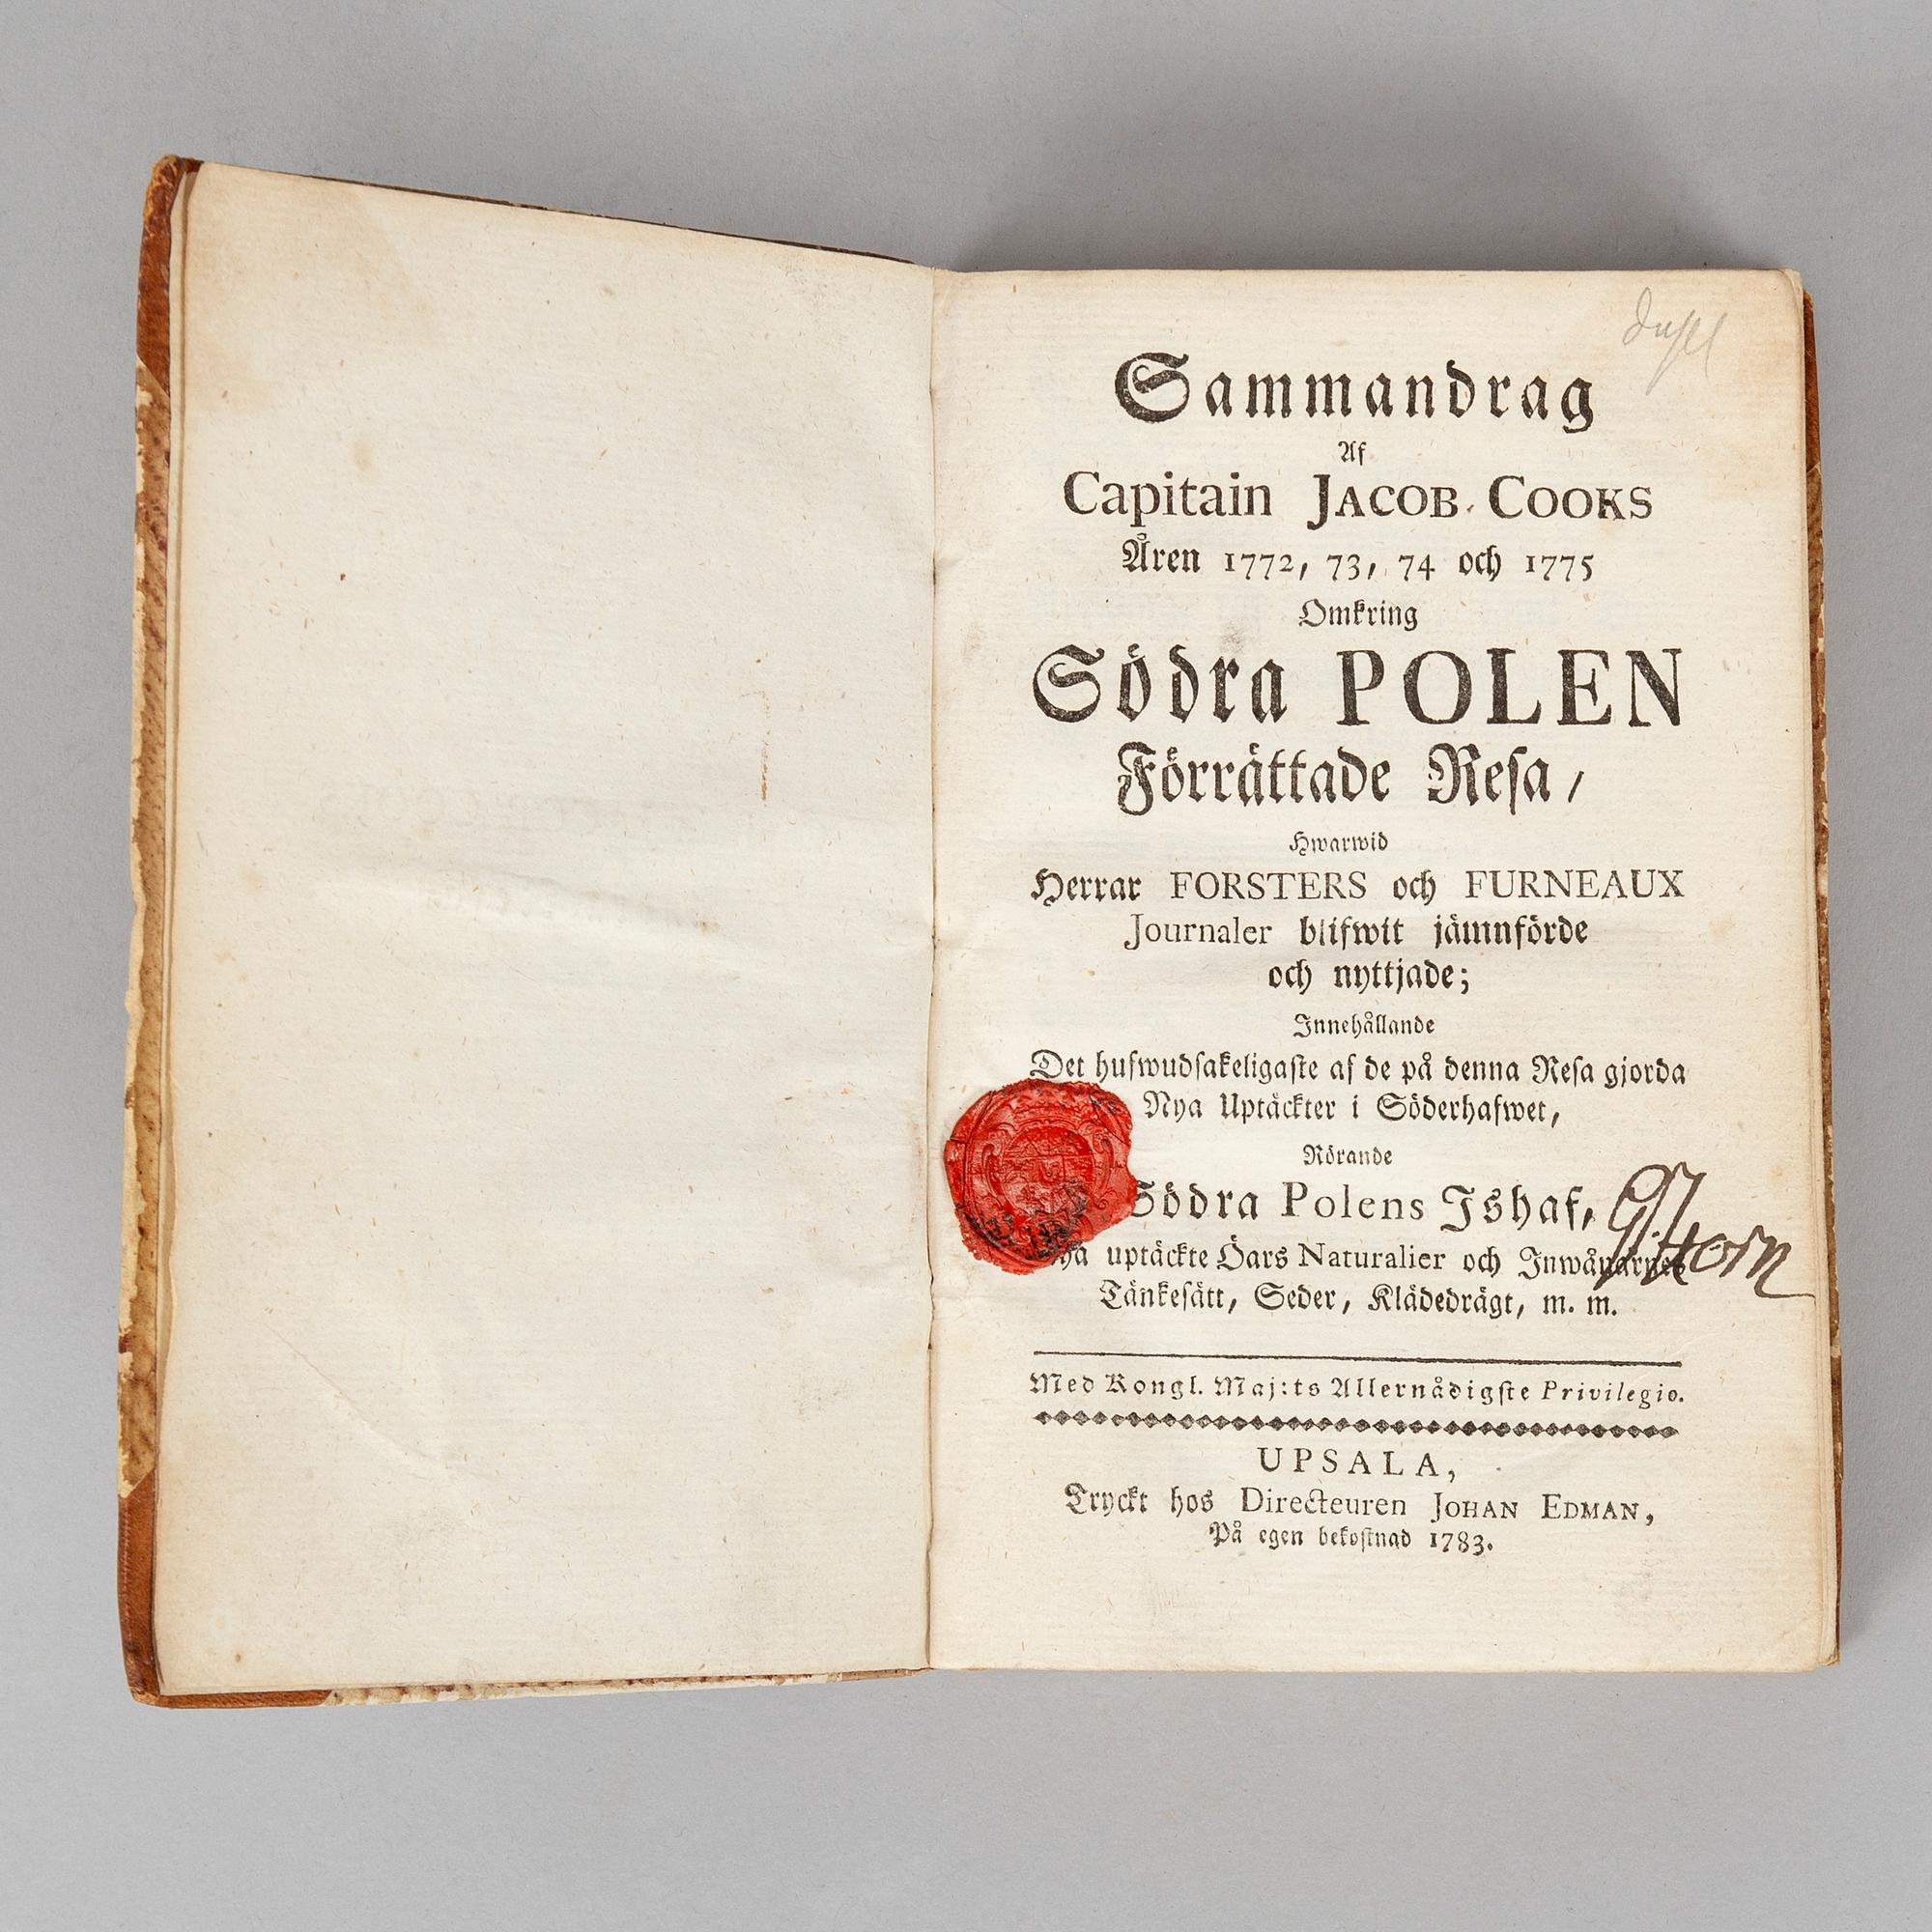 Sammandrag
Af
Capitain JACOB COOKS
Åren 1772, 73, 74 och 1775
Omkring
Södra POLEN
Förrättade Resa,
Hwarwid
Herrar FORSTERS och FURNEAUX
Journaler blifwit jämnförde
och nyttjade;
Innehållande
Det hufwudsakeligaste af de på denna Resa gjorda
Nya Uptäckter i Söderhafwet,
Rörande
Södra Polens Ishaf,
uptäckte Öars Naturalier och Inwånarnes
Tänkesätt, Seder, Klädedrägt, m. m.
Med Kongl. Maj:ts Allernådigste Privilegio.
UPSALA,
Tryckt hos Directeuren JOHAN EDMAN,
På egen bekostnad 1783.